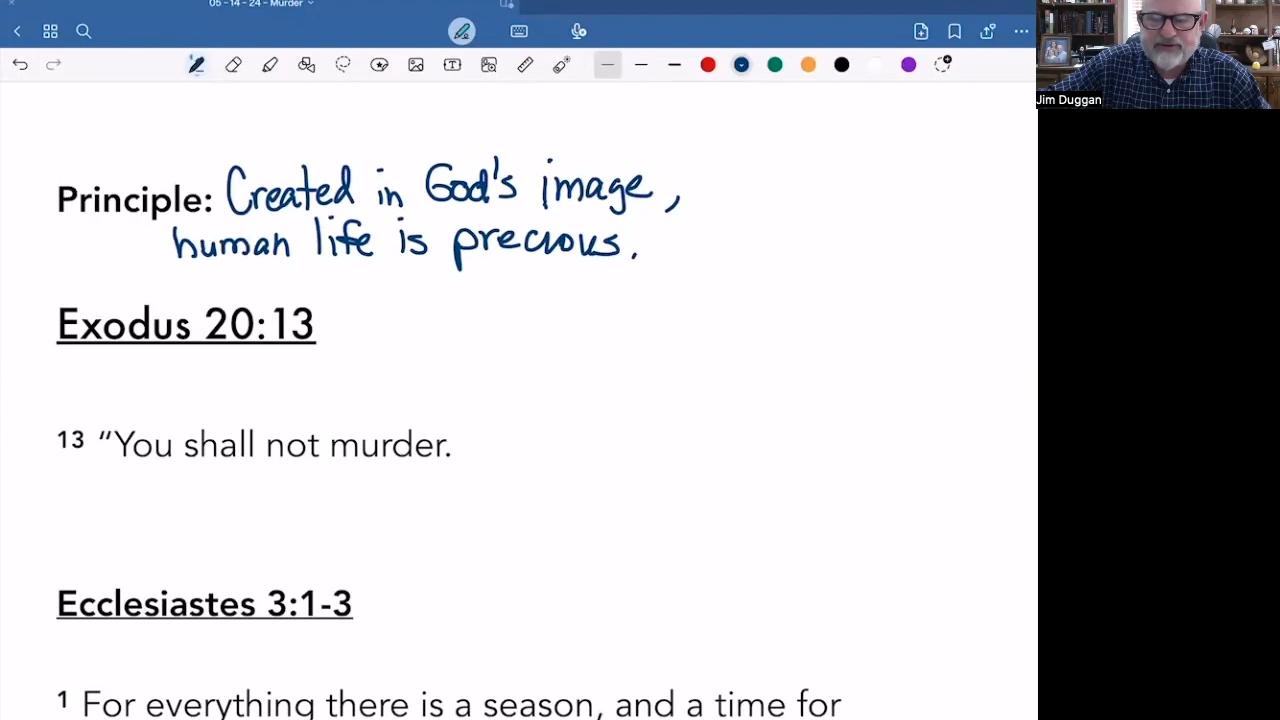 05 - 14 - 24 - Murder
Jim Duggan
Principle: Created in God's image,
human life is precious.
Exodus 20:13
13 “You shall not murder.
Ecclesiastes 3:1-3
1 For everything there is a season, and a time for